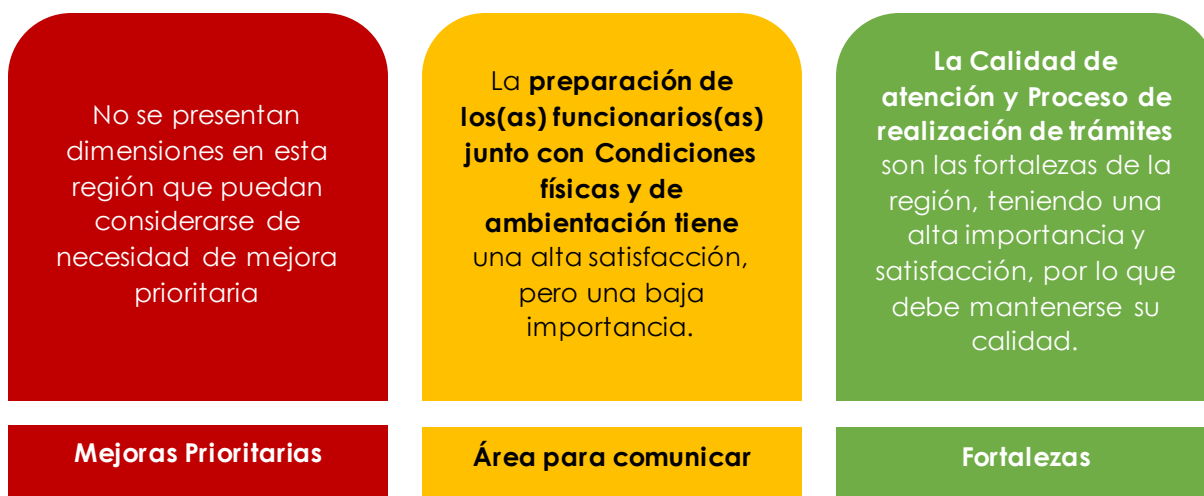 No se presentan
dimensiones en esta
región que puedan
considerarse de
necesidad de mejora
prioritaria
Mejoras Prioritarias
La preparación de
los(as) funcionarios(as)
junto con Condiciones
físicas y de
ambientación tiene
una alta satisfacción,
pero una baja
importancia.
Área para comunicar
La Calidad de
atención y Proceso de
realización de trámites
son las fortalezas de la
región, teniendo una
alta importancia y
satisfacción, por lo que
debe mantenerse su
calidad.
Fortalezas